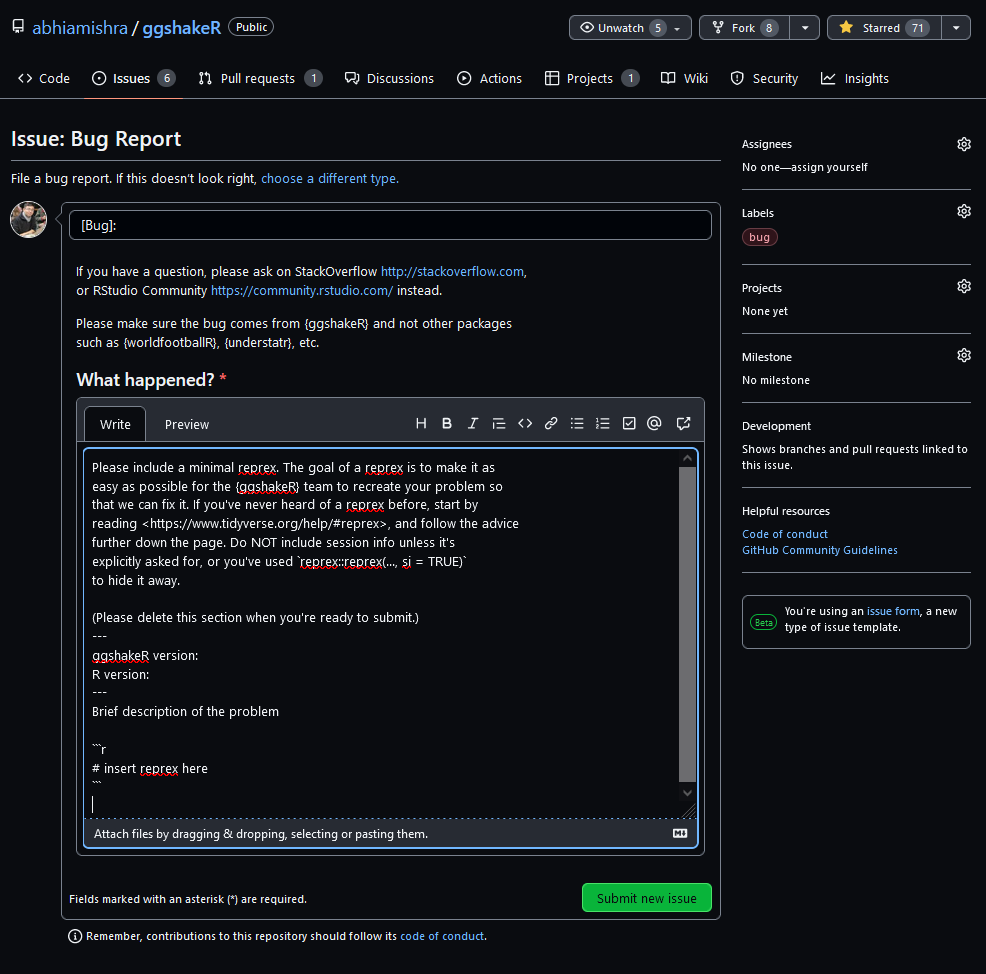 abhiamishra / ggshakeR Public
Unwatch 5 Fork 8 Starred 71
Code Issues 6 Pull requests 1 Discussions Actions Projects 1 Wiki Security Insights
Issue: Bug Report
File a bug report. If this doesn't look right, choose a different type.
[Bug]:
If you have a question, please ask on StackOverflow http://stackoverflow.com,
or RStudio Community https://community.rstudio.com/ instead.
Please make sure the bug comes from {ggshakeR} and not other packages
such as {worldfootballR}, {understatr}, etc.
What happened? *
Write Preview
Please include a minimal reprex. The goal of a reprex is to make it as
easy as possible for the {ggshakeR} team to recreate your problem so
that we can fix it. If you've never heard of a reprex before, start by
reading <https://www.tidyverse.org/help/#reprex>, and follow the advice
further down the page. Do NOT include session info unless it's
explicitly asked for, or you've used `reprex::reprex(..., si = TRUE)`
to hide it away.
(Please delete this section when you're ready to submit.)
---
ggshakeR version:
R version:
---
Brief description of the problem
```r
# insert reprex here
```
Attach files by dragging & dropping, selecting or pasting them.
Fields marked with an asterisk (*) are required.
Submit new issue
Remember, contributions to this repository should follow its code of conduct.
Assignees
No one—assign yourself
Labels
bug
Projects
None yet
Milestone
No milestone
Development
Shows branches and pull requests linked to
this issue.
Helpful resources
Code of conduct
GitHub Community Guidelines
Beta You're using an issue form, a new
type of issue template.